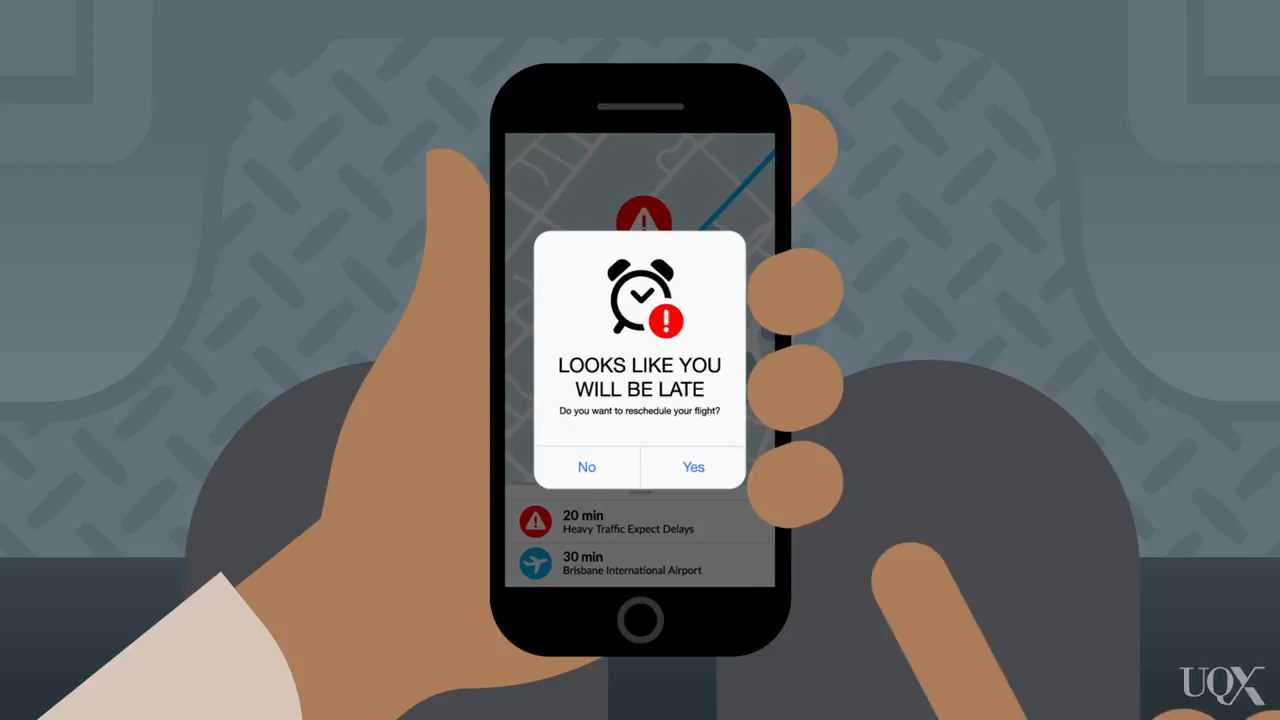 LOOKS LIKE YOU
WILL BE LATE
Do you want to reschedule your flight?
No
Yes
20 min
Heavy Traffic Expect Delays
30 min
Brisbane International Airport
UQX